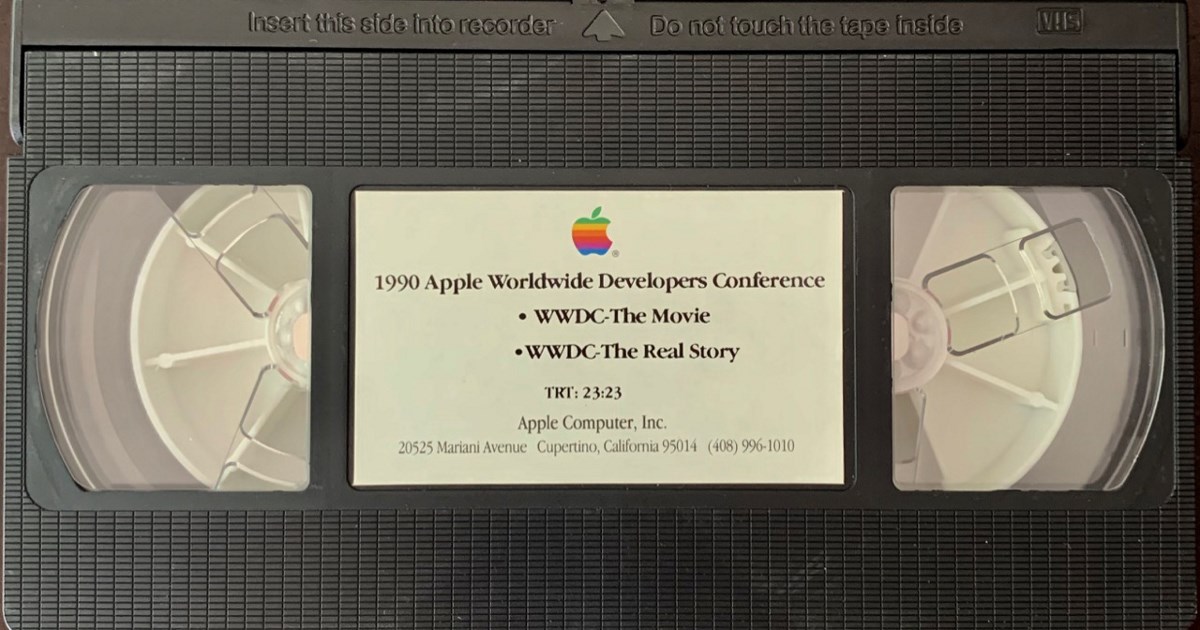 Insert this side into recorder Do not touch the tape inside VHS
®
1990 Apple Worldwide Developers Conference
• WWDC-The Movie
•WWDC-The Real Story
TRT: 23:23
Apple Computer, Inc.
20525 Mariani Avenue Cupertino, California 95014 (408) 996-1010